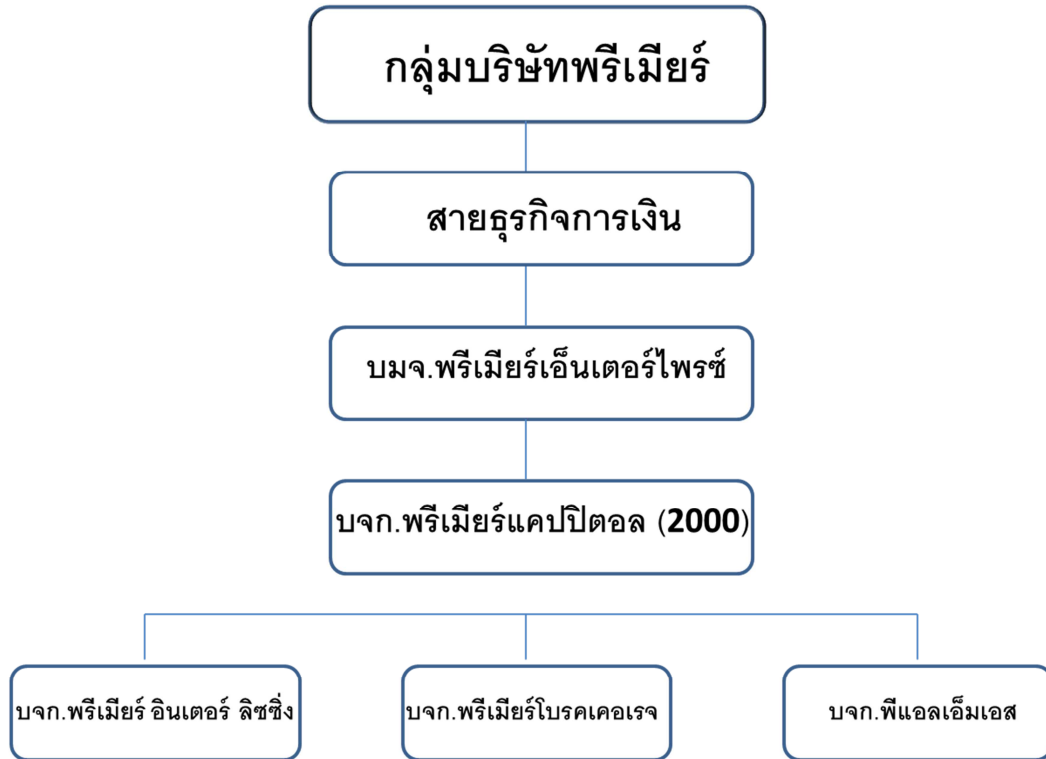 กลุ่มบริษัทพรีเมียร์
สายธุรกิจการเงิน
บมจ.พรีเมียร์เอ็นเตอร์ไพรซ์
บจก.พรีเมียร์แคปปิตอล (2000)
บจก.พรีเมียร์ อินเตอร์ ลิซซิ่ง
บจก.พรีเมียร์โบรคเคอเรจ
บจก.พีแอลเอ็มเอส